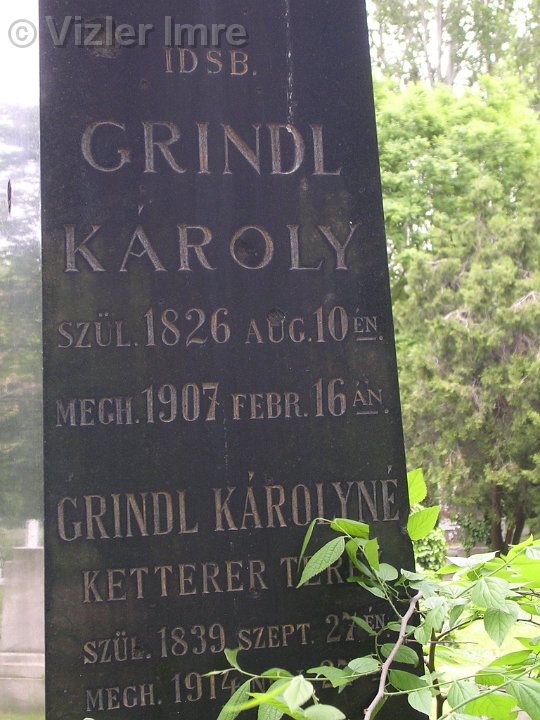 © Vizler Imre
IDSB.
GRINDL
KÁROLY
SZÜL. 1826 AUG. 10 ÉN.
MEGH. 1907 FEBR. 16 ÁN.
GRINDL KÁROLYNÉ
KETTERER
SZÜL. 1839 SZEPT. 27 ÉN.
MEGH. 1914